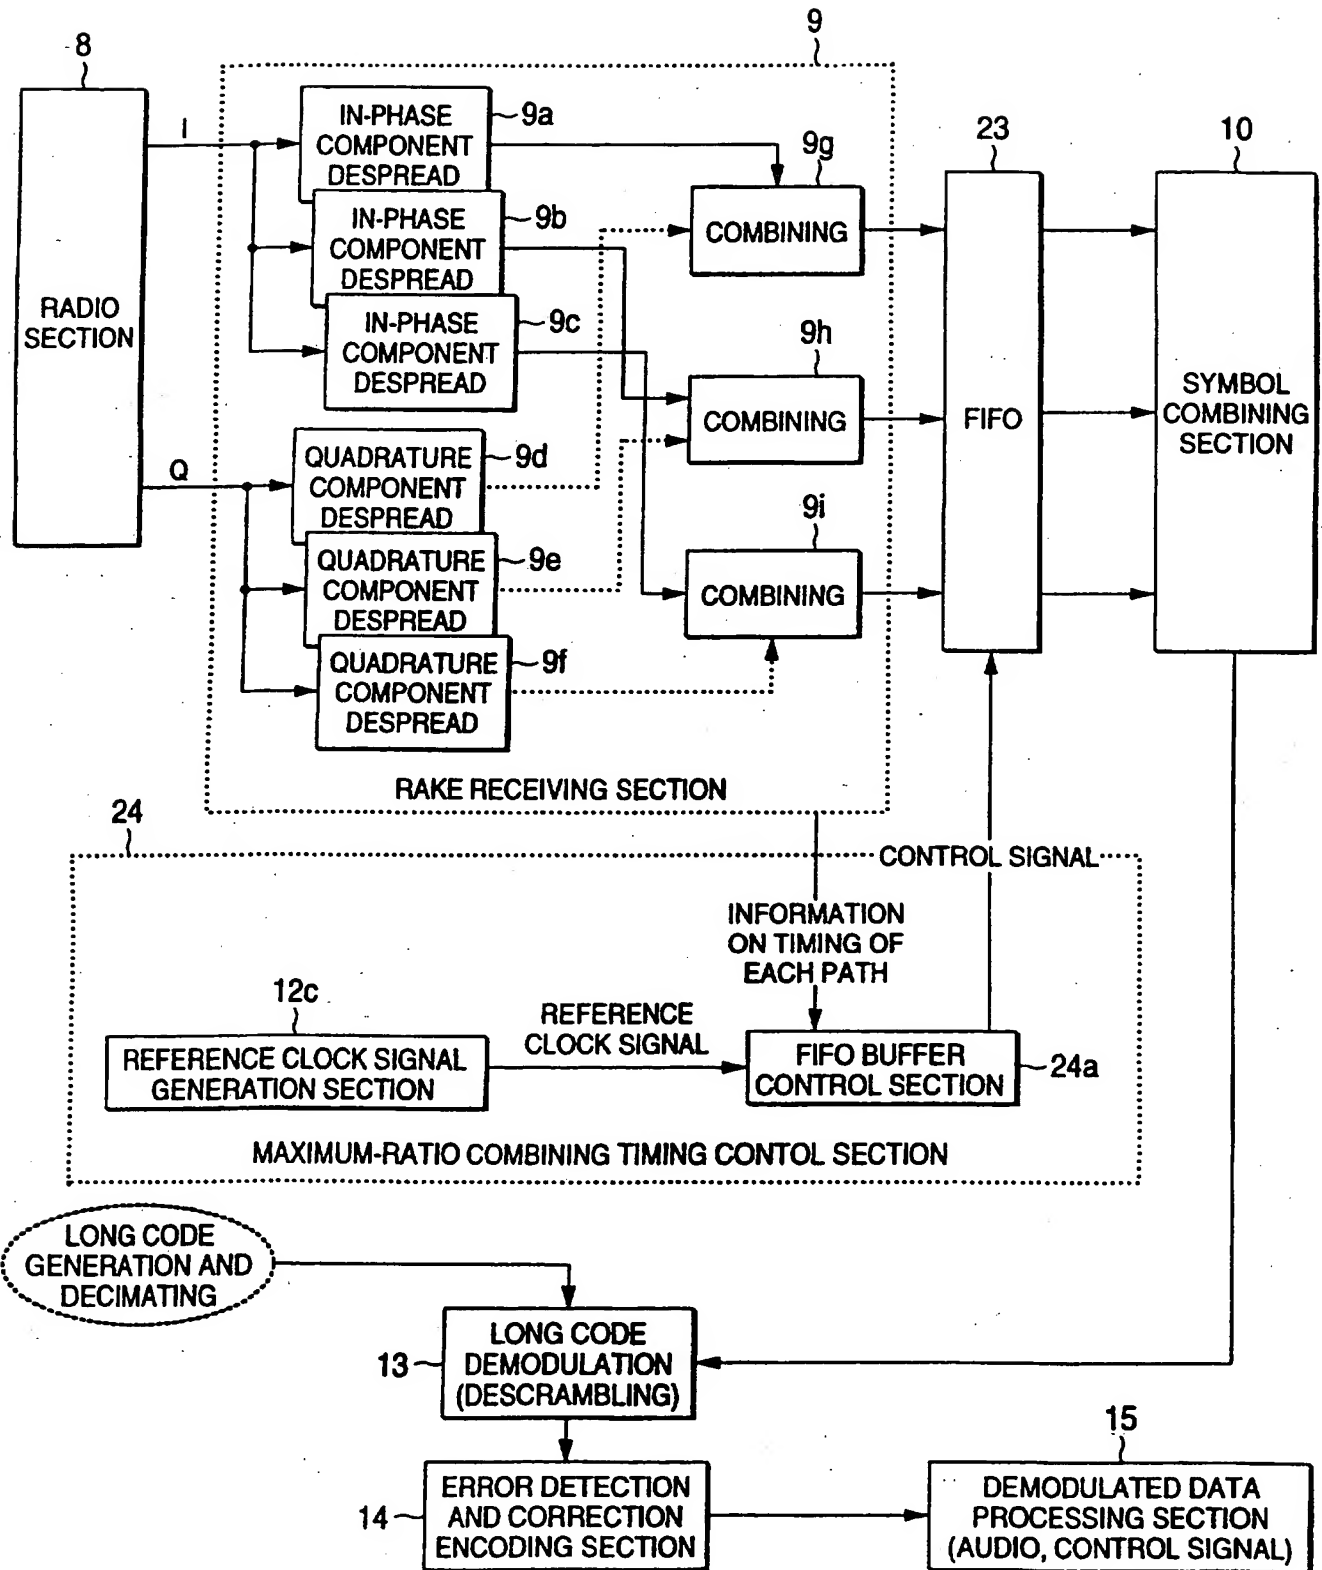 8
9
I
IN-PHASE
COMPONENT
DESPREAD
9a
IN-PHASE
COMPONENT
DESPREAD
9b
IN-PHASE
COMPONENT
DESPREAD
9c
9g
COMBINING
23
10
RADIO
SECTION
9h
COMBINING
FIFO
SYMBOL
COMBINING
SECTION
Q
QUADRATURE
COMPONENT
DESPREAD
9d
QUADRATURE
COMPONENT
DESPREAD
9e
QUADRATURE
COMPONENT
DESPREAD
9f
9i
COMBINING
RAKE RECEIVING SECTION
24
CONTROL SIGNAL
INFORMATION
ON TIMING OF
EACH PATH
12c
REFERENCE CLOCK SIGNAL
GENERATION SECTION
REFERENCE
CLOCK SIGNAL
FIFO BUFFER
CONTROL SECTION
24a
MAXIMUM-RATIO COMBINING TIMING CONTOL SECTION
LONG CODE
GENERATION AND
DECIMATING
13
LONG CODE
DEMODULATION
(DESCRAMBLING)
14
ERROR DETECTION
AND CORRECTION
ENCODING SECTION
15
DEMODULATED DATA
PROCESSING SECTION
(AUDIO, CONTROL SIGNAL)